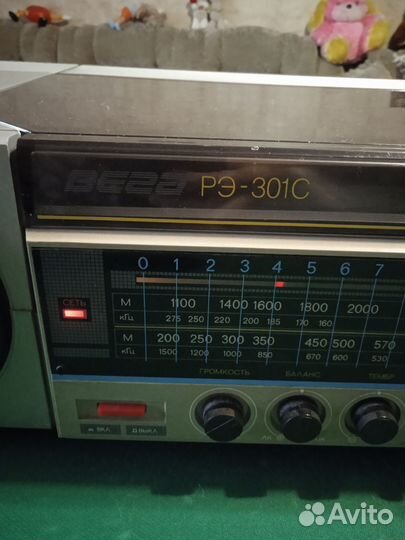 ВЕГА РЭ-301С
0 1 2 3 4 5 6 7
СЕТЬ
М 1100 1400 1600 1800 2000
кГц 275 250 220 200 185 170 160
М 200 250 300 350 450 500 570
кГц 1500 1200 1000 850 670 600 530
ГРОМКОСТЬ БАЛАНС ТЕМБР
ВКЛ ВЫКЛ
Avito